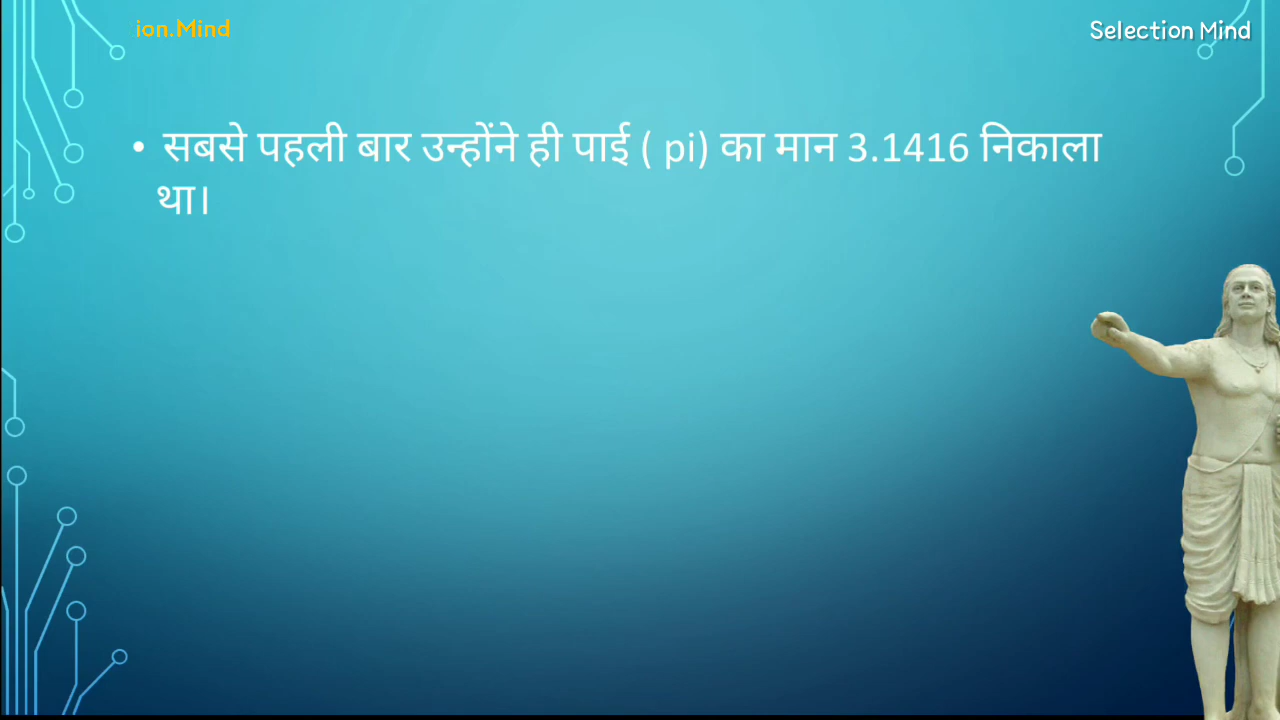 ion.Mind
Selection Mind
• सबसे पहली बार उन्होंने ही पाई ( pi) का मान 3.1416 निकाला
था।